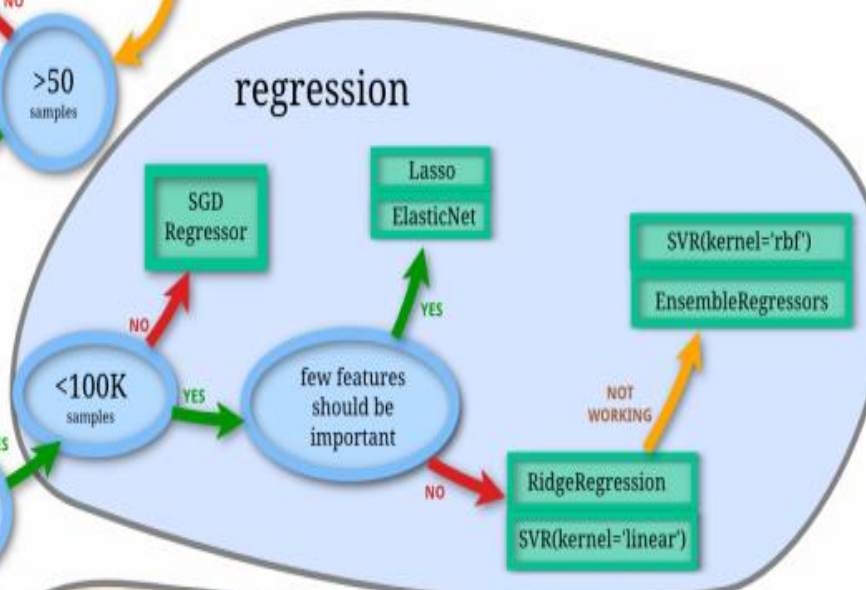 NO
>50
samples
regression
SGD
Regressor
Lasso
ElasticNet
SVR(kernel='rbf')
EnsembleRegressors
NO
YES
<100K
samples
YES
few features
should be
important
NOT
WORKING
NO
RidgeRegression
SVR(kernel='linear')